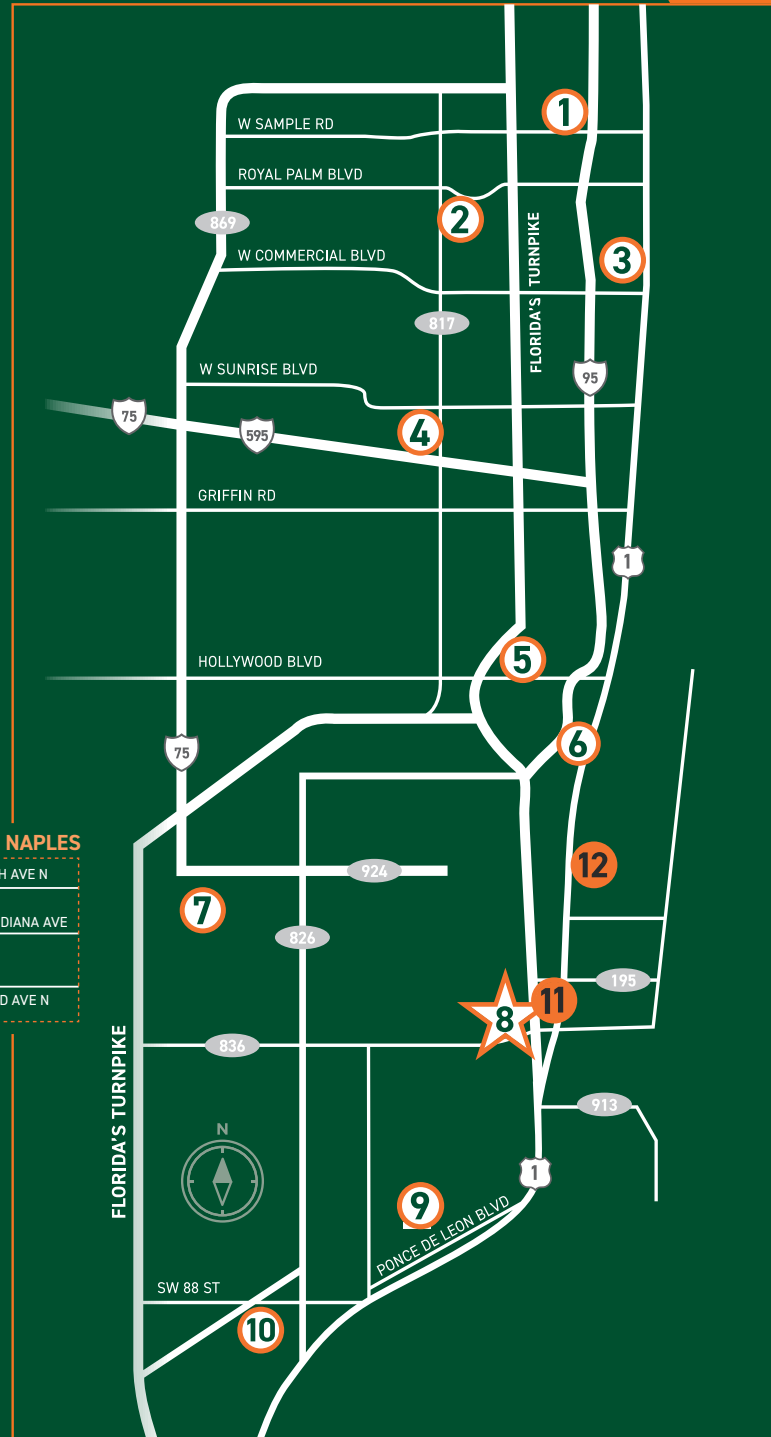 1
W SAMPLE RD
ROYAL PALM BLVD
2
869
FLORIDA'S TURNPIKE
3
W COMMERCIAL BLVD
817
W SUNRISE BLVD
95
75
595
4
GRIFFIN RD
1
HOLLYWOOD BLVD
5
6
75
NAPLES
12
924
H AVE N
7
DIANA AVE
826
195
11
8
D AVE N
836
FLORIDA'S TURNPIKE
913
N
1
9
PONCE DE LEON BLVD
SW 88 ST
10